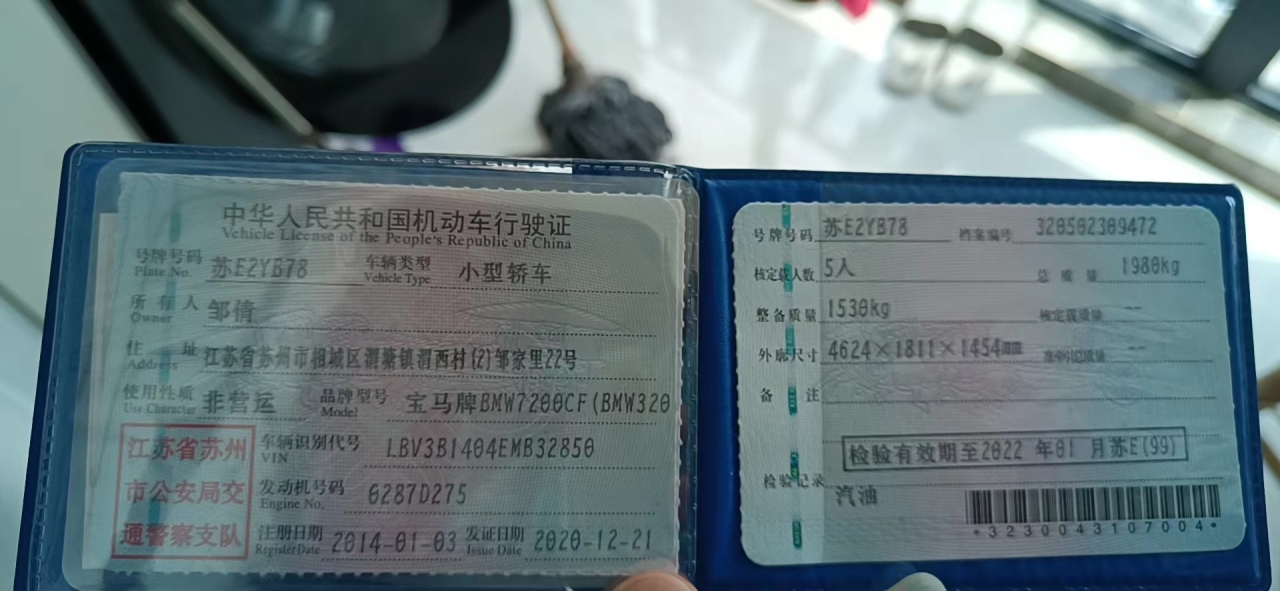 中华人民共和国机动车行驶证
Vehicle License of the People's Republic of China
号牌号码 苏E2YB78 车辆类型 小型轿车
Plate No. Vehicle Type
所有人 邹倩
Owner
住址 江苏省苏州市相城区渭塘镇渭西村(2)邹家里22号
Address
使用性质 非营运 品牌型号 宝马牌BMW7200CF(BMW320
Use Character Model
江苏省苏州
市公安局交
通警察支队
车辆识别代号 LBV3B1404EMB32850
VIN
发动机号码 0287D275
Engine No.
注册日期 2014-01-03 发证日期 2020-12-21
Register Date Issue Date
号牌号码 苏E2YB78 档案编号 320502309472
核定载人数 5人 总质量 1980kg
整备质量 1530kg 核定载质量 --
外廓尺寸 4624×1811×1454mm 准牵引总质量 --
备注
检验有效期至2022 年01 月苏E(99)
检验记录
汽油
*3230043107004*